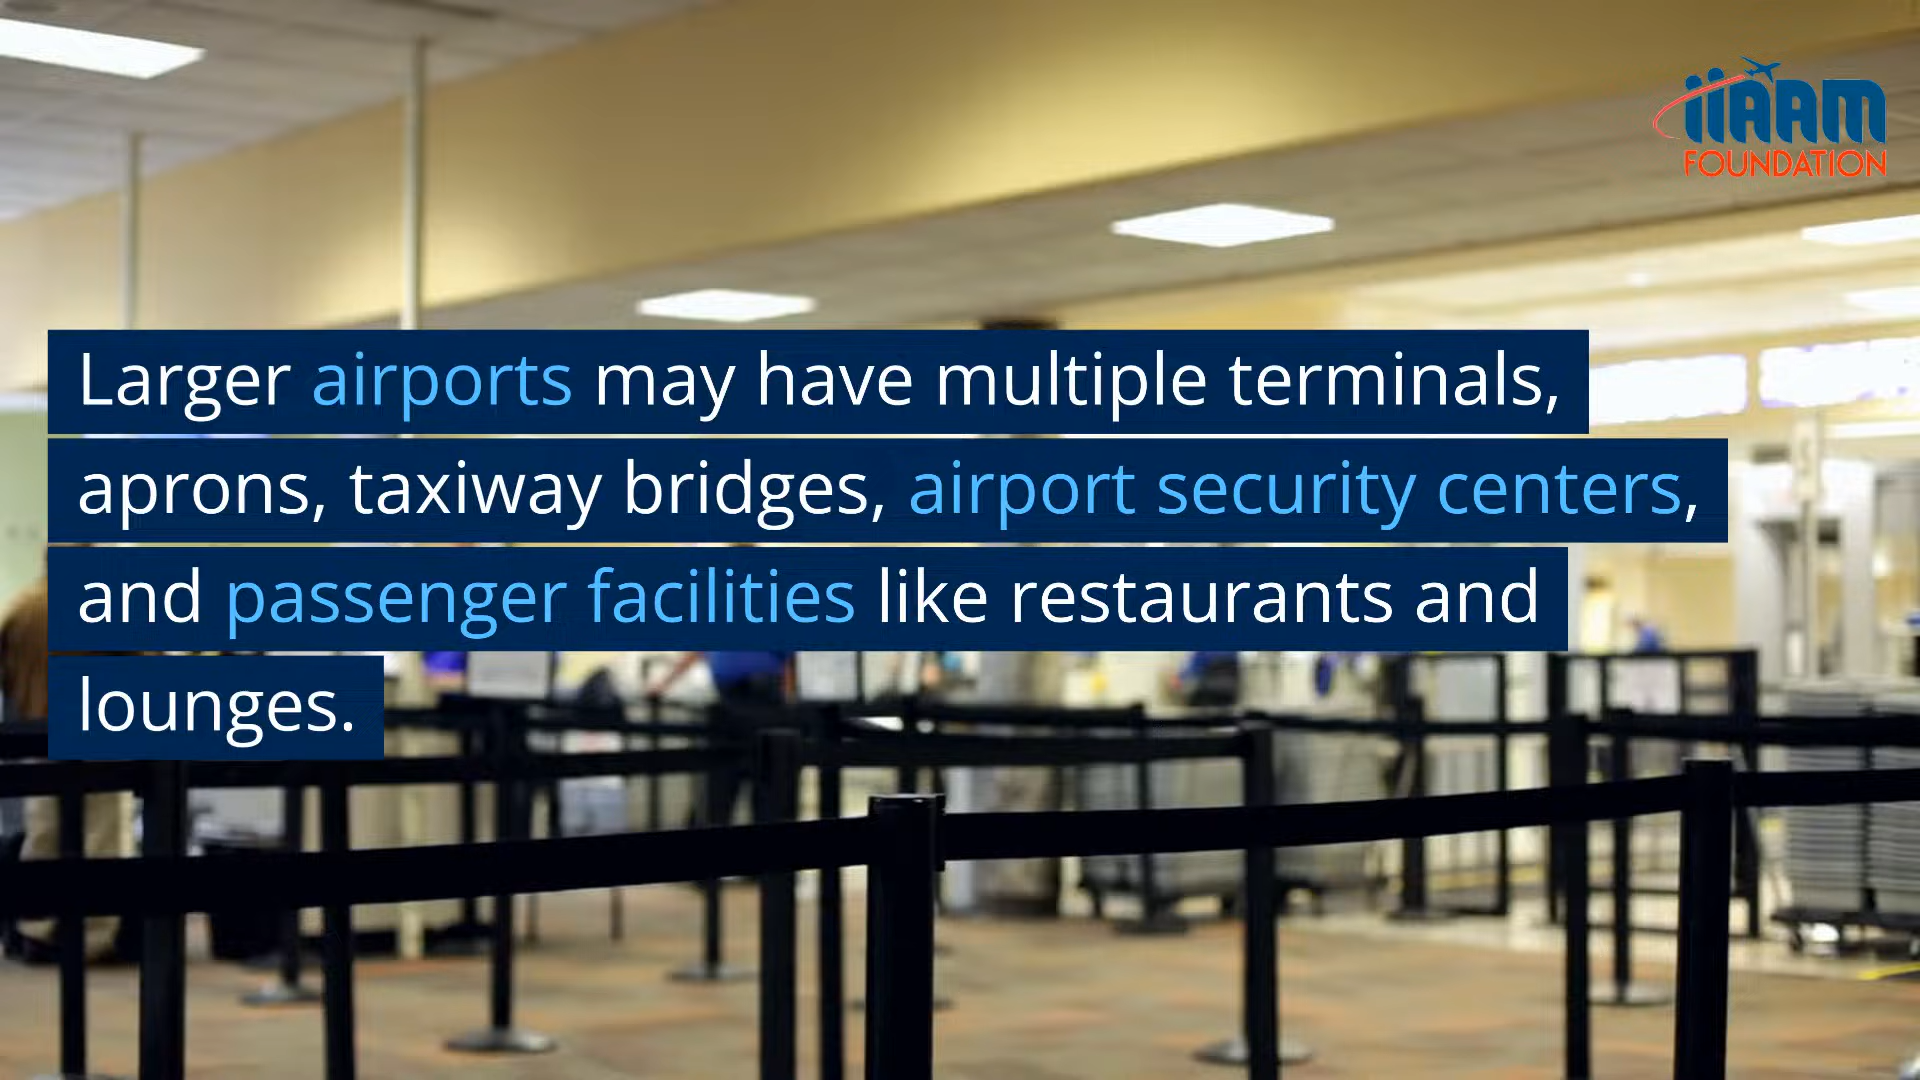 iiAAM
FOUNDATION
Larger airports may have multiple terminals,
aprons, taxiway bridges, airport security centers,
and passenger facilities like restaurants and
lounges.